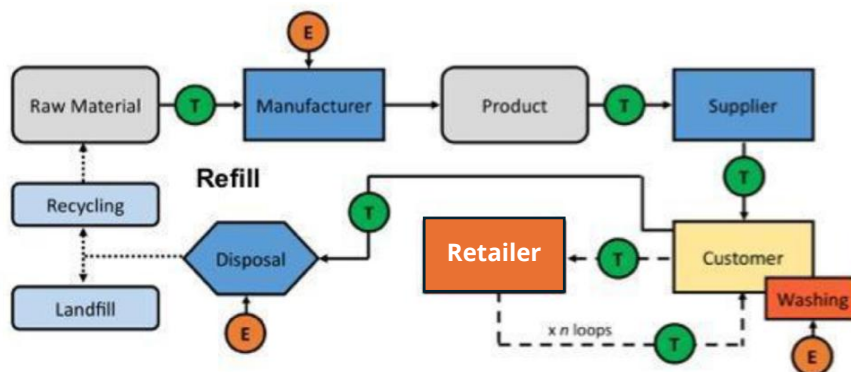 E
Raw Material
T
Manufacturer
Product
T
Supplier
T
Refill
Recycling
T
Disposal
Retailer
T
Customer
Washing
Landfill
E
x n loops
T
E